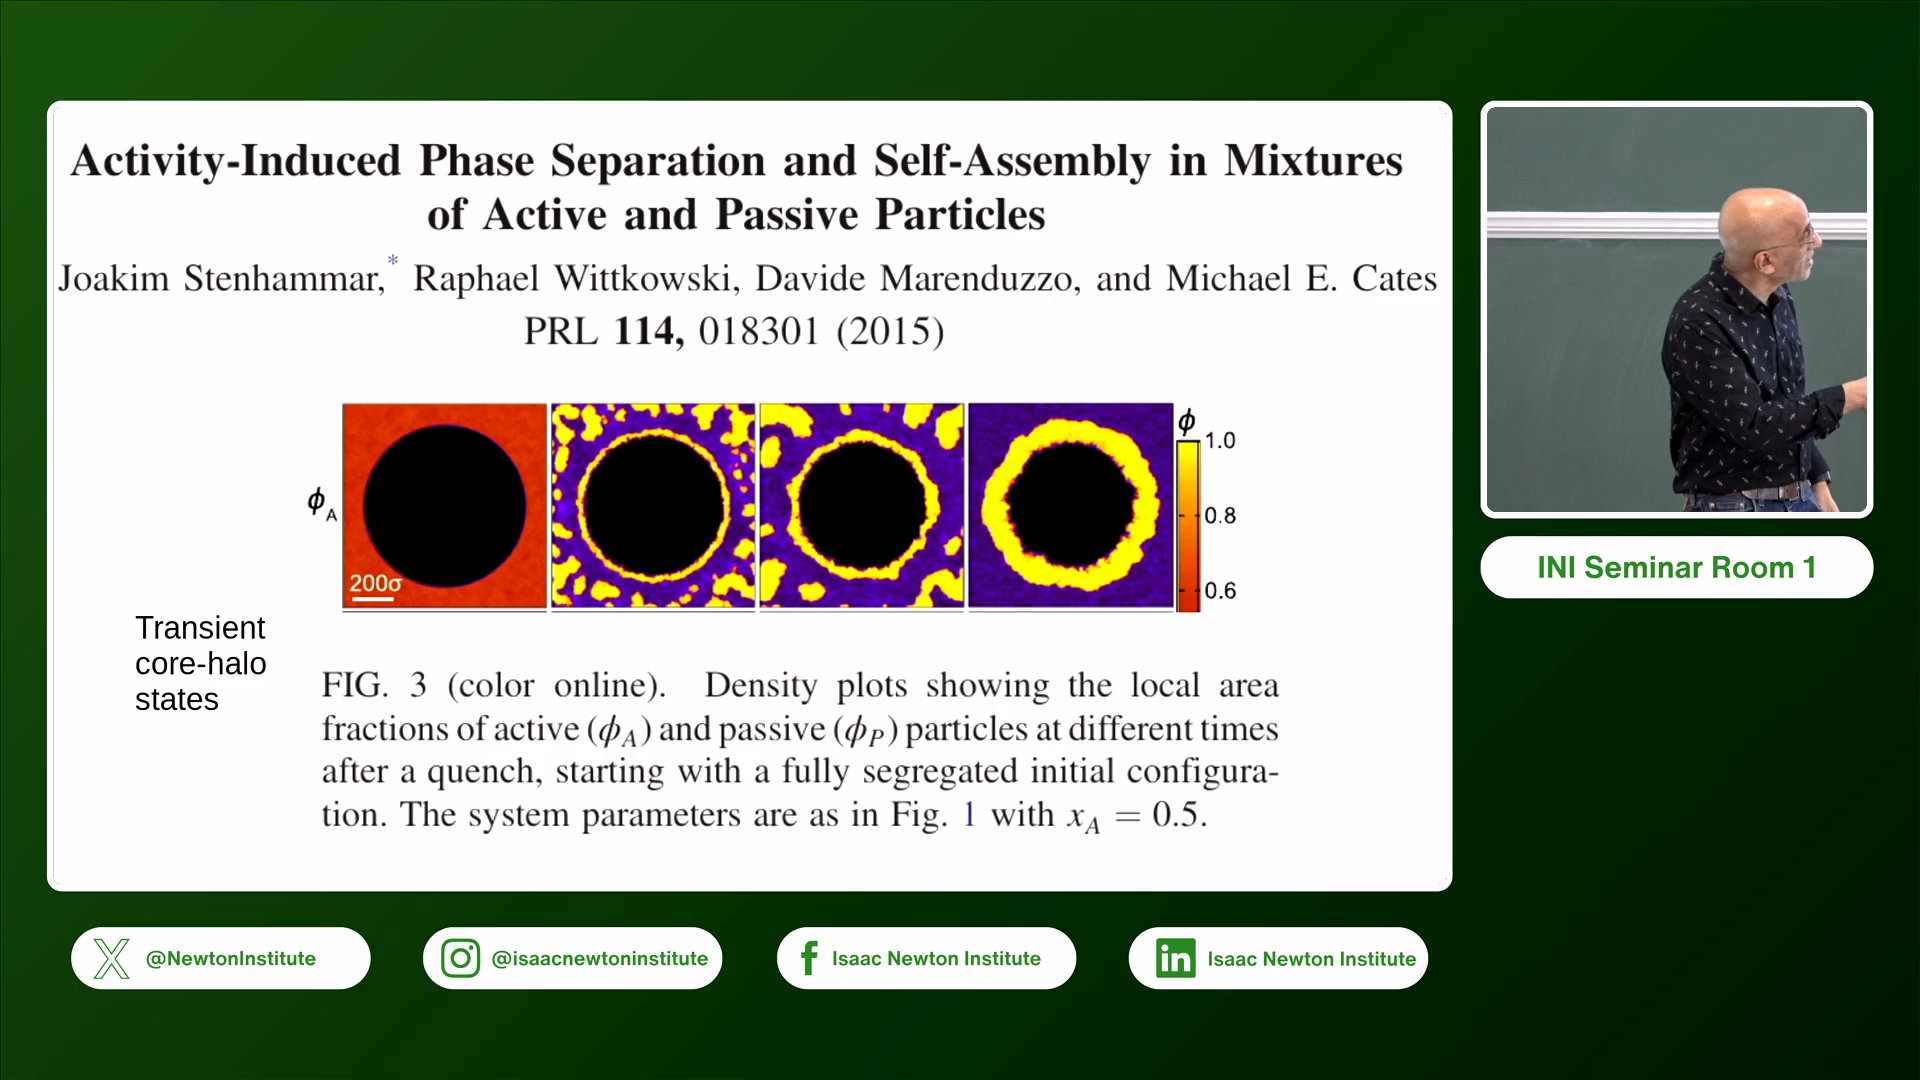 Activity-Induced Phase Separation and Self-Assembly in Mixtures
of Active and Passive Particles
Joakim Stenhammar,* Raphael Wittkowski, Davide Marenduzzo, and Michael E. Cates
PRL 114, 018301 (2015)
ϕ
1.0
ϕA
0.8
200σ
0.6
Transient
core-halo
states
FIG. 3 (color online). Density plots showing the local area
fractions of active (ϕA) and passive (ϕP) particles at different times
after a quench, starting with a fully segregated initial configura-
tion. The system parameters are as in Fig. 1 with xA = 0.5.
INI Seminar Room 1
@NewtonInstitute
@isaacnewtoninstitute
Isaac Newton Institute
Isaac Newton Institute